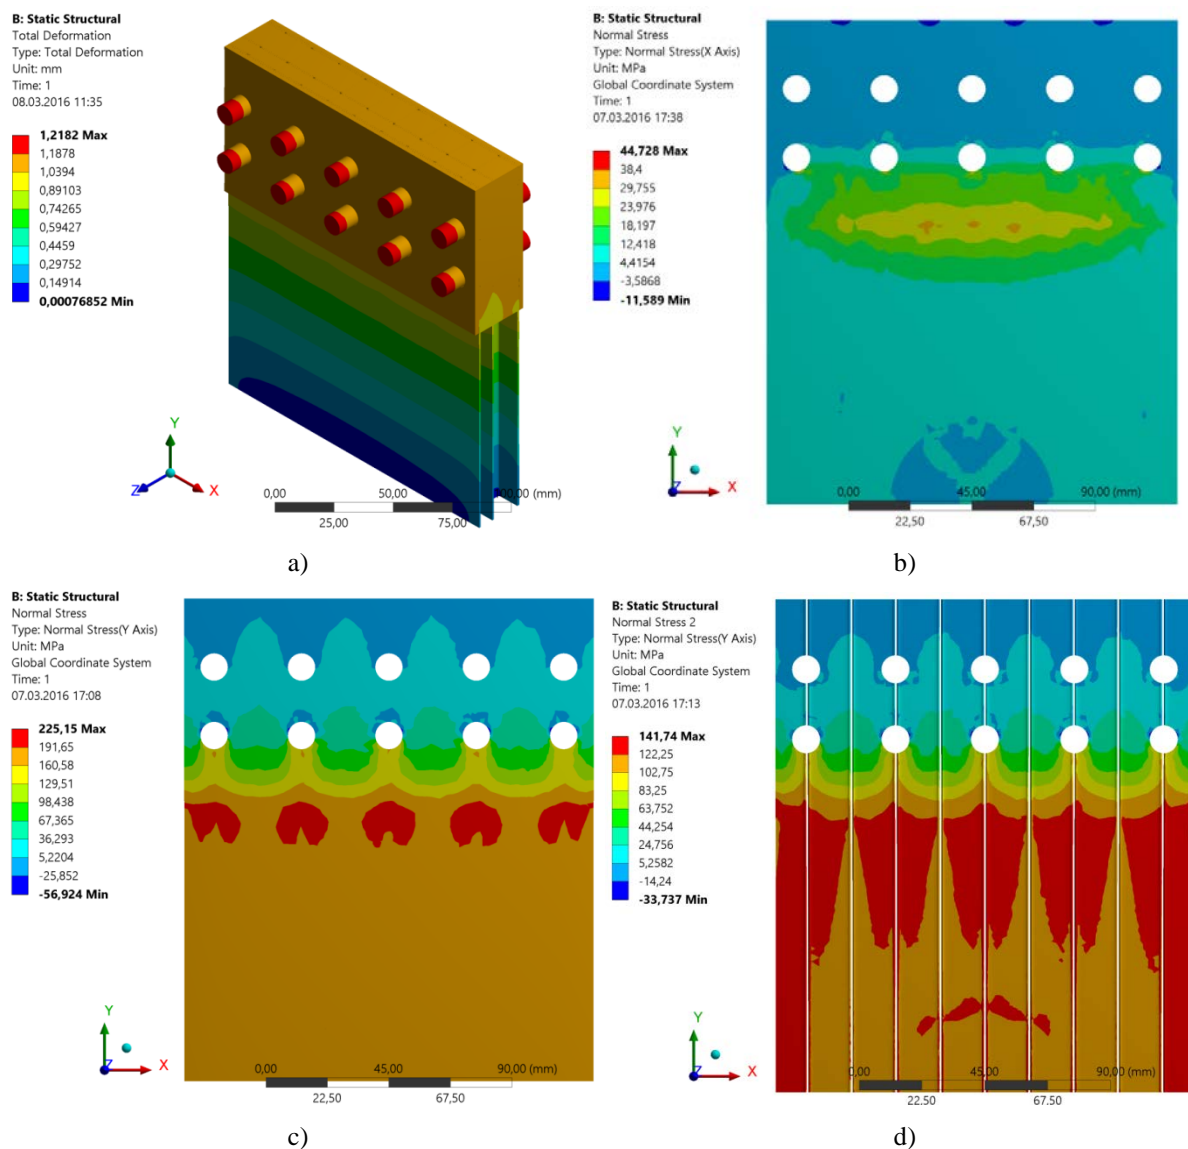 B: Static Structural
Total Deformation
Type: Total Deformation
Unit: mm
Time: 1
08.03.2016 11:35
1,2182 Max
1,1878
1,0394
0,89103
0,74265
0,59427
0,4459
0,29752
0,14914
0,00076852 Min
Y
Z
X
0,00
50,00
00,00 (mm)
25,00
75,00
a)
B: Static Structural
Normal Stress
Type: Normal Stress(X Axis)
Unit: MPa
Global Coordinate System
Time: 1
07.03.2016 17:38
44,728 Max
38,4
29,755
23,976
18,197
12,418
4,4154
-3,5868
-11,589 Min
Y
Z
X
0,00
45,00
90,00 (mm)
22,50
67,50
b)
B: Static Structural
Normal Stress
Type: Normal Stress(Y Axis)
Unit: MPa
Global Coordinate System
Time: 1
07.03.2016 17:08
225,15 Max
191,65
160,58
129,51
98,438
67,365
36,293
5,2204
-25,852
-56,924 Min
Y
Z
X
0,00
45,00
90,00 (mm)
22,50
67,50
c)
B: Static Structural
Normal Stress 2
Type: Normal Stress(Y Axis)
Unit: MPa
Global Coordinate System
Time: 1
07.03.2016 17:13
141,74 Max
122,25
102,75
83,25
63,752
44,254
24,756
5,2582
-14,24
-33,737 Min
Y
Z
X
0,00
45,00
90,00 (mm)
22,50
67,50
d)